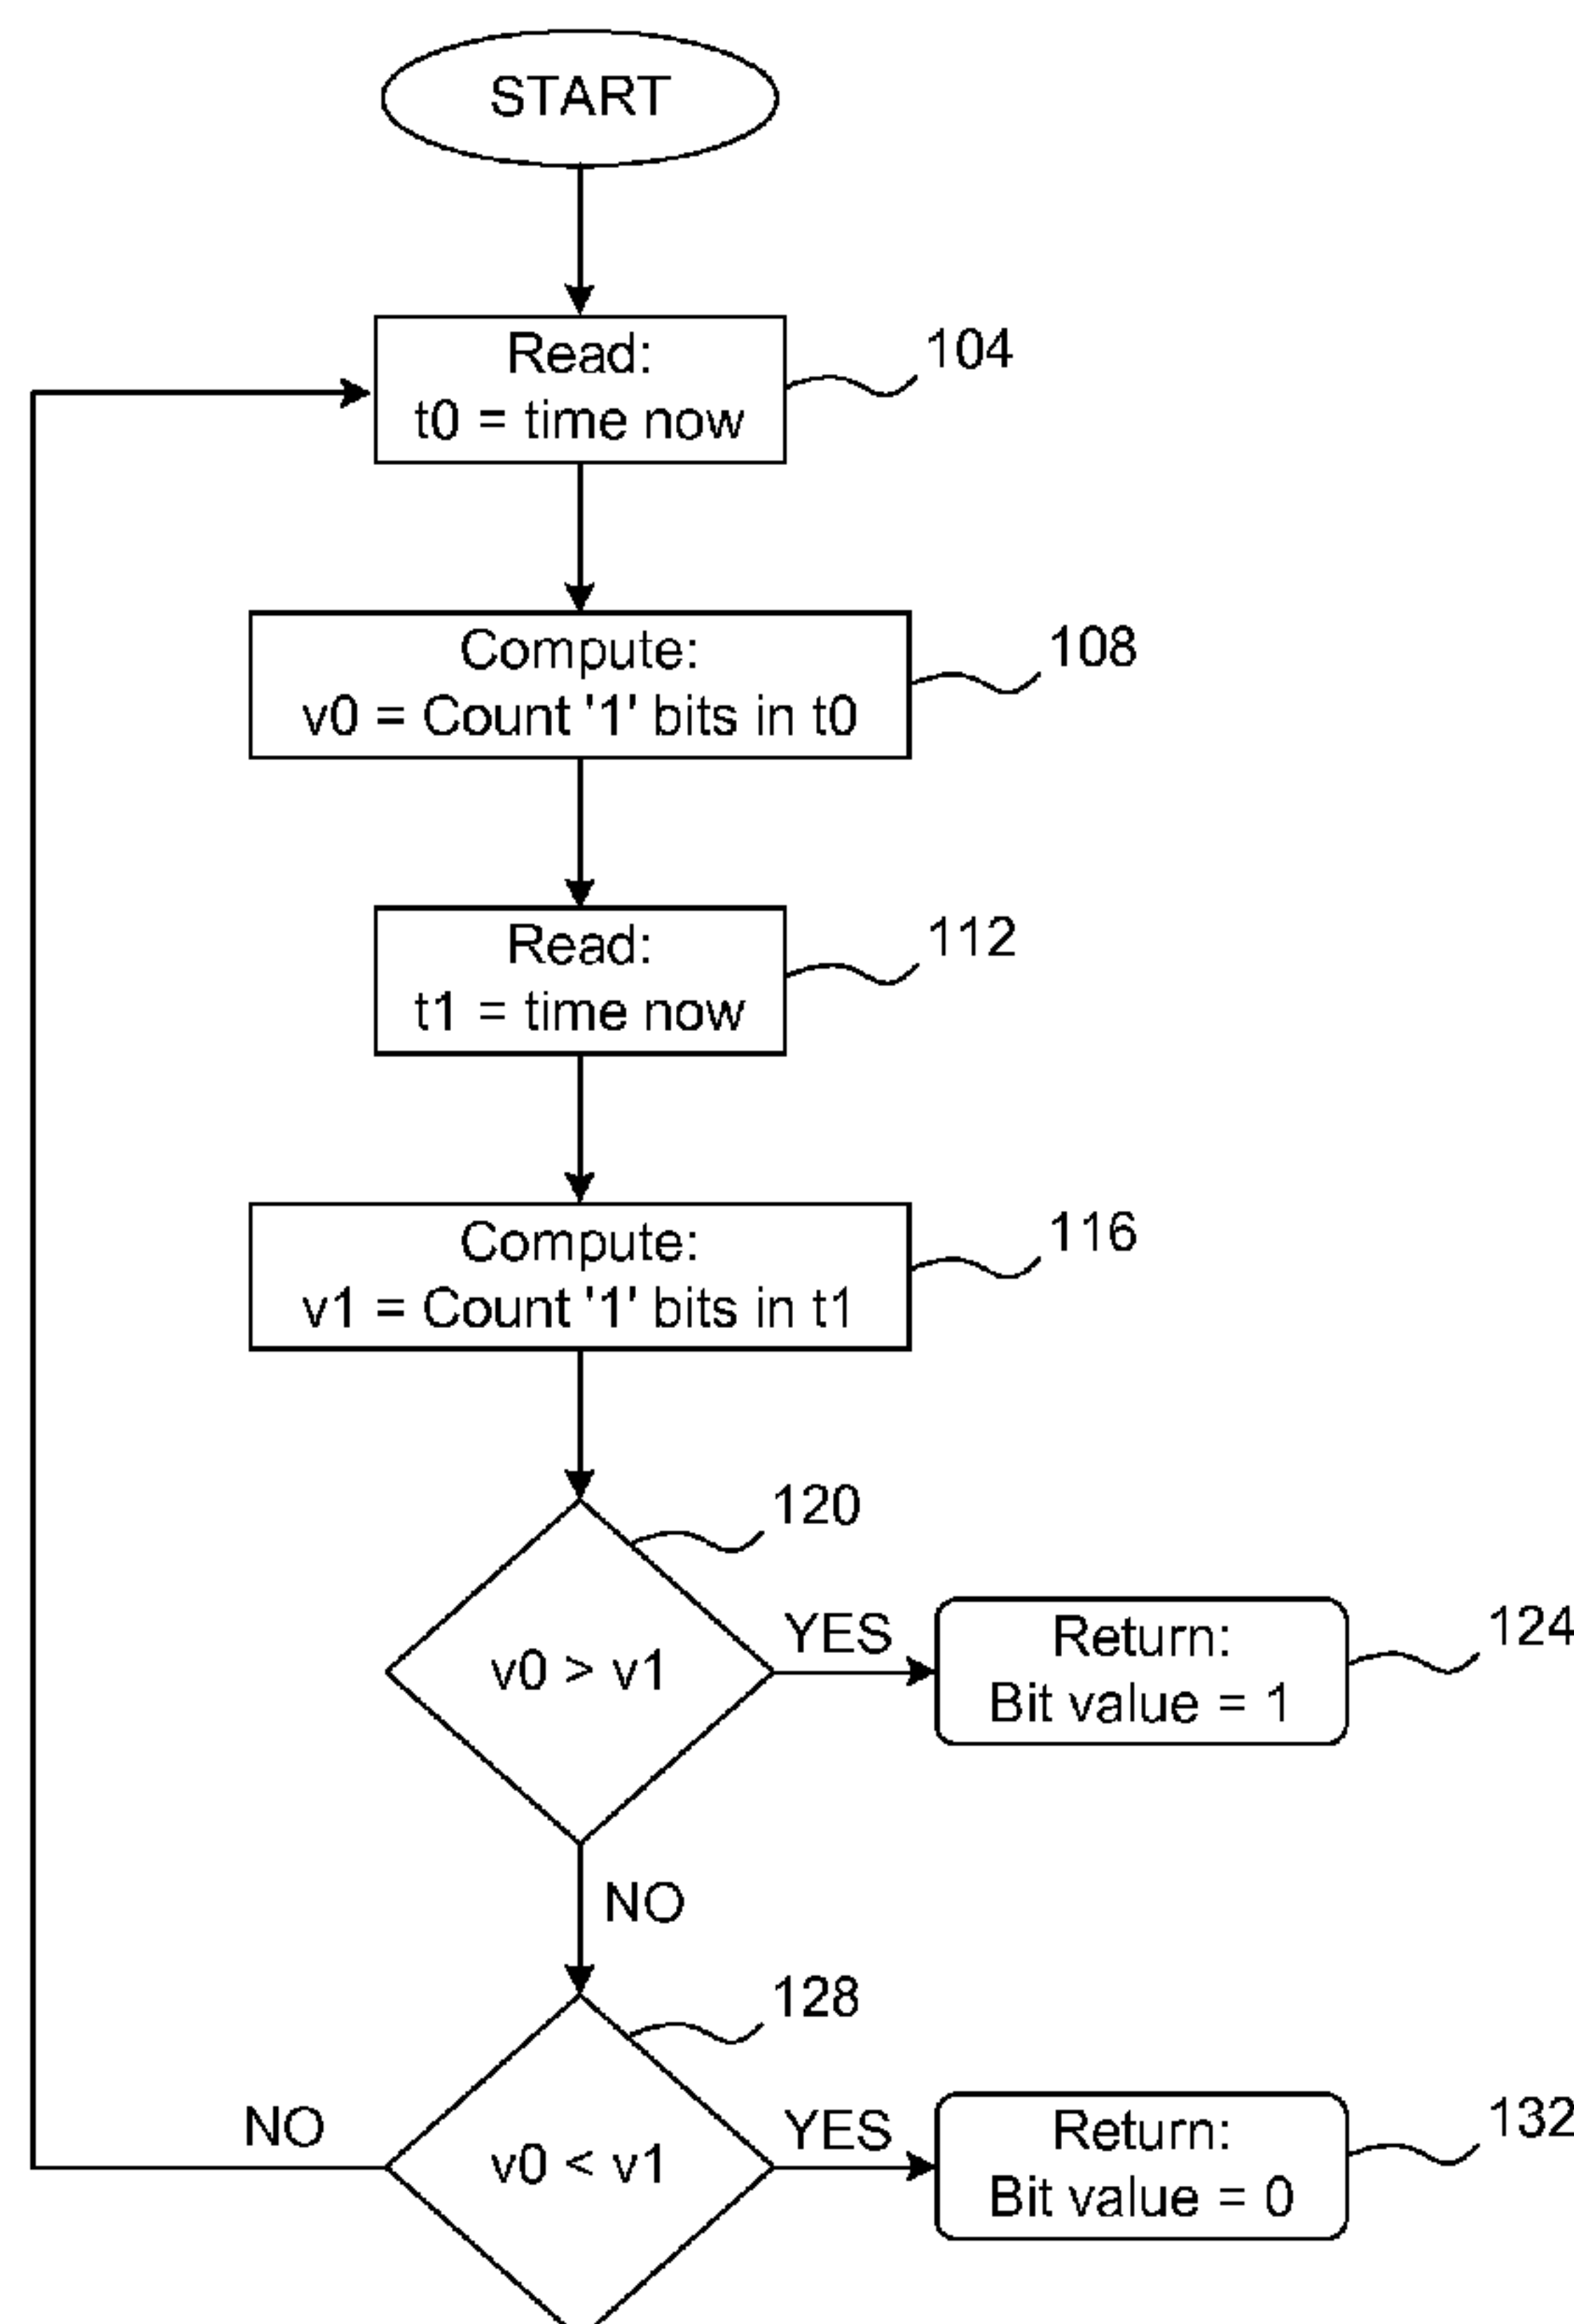 START
Read:
t0 = time now
104
Compute:
v0 = Count '1' bits in t0
108
Read:
t1 = time now
112
Compute:
v1 = Count '1' bits in t1
116
120
v0 > v1
YES
Return:
Bit value = 1
124
NO
128
v0 < v1
NO
YES
Return:
Bit value = 0
132